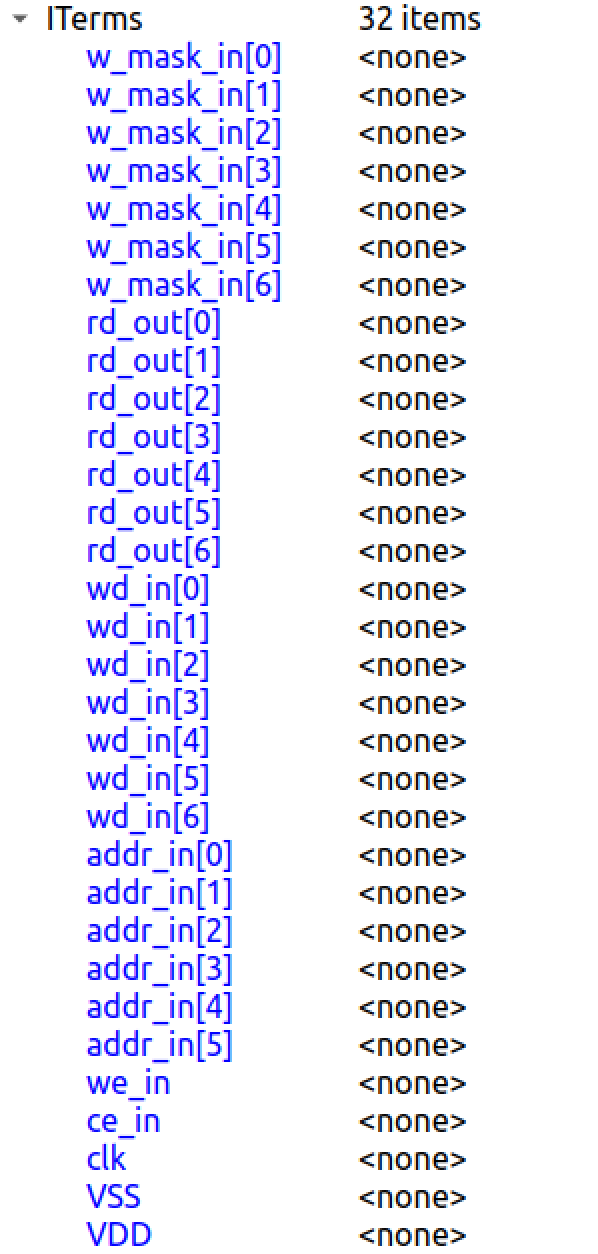 ITerms 32 items
w_mask_in[0] <none>
w_mask_in[1] <none>
w_mask_in[2] <none>
w_mask_in[3] <none>
w_mask_in[4] <none>
w_mask_in[5] <none>
w_mask_in[6] <none>
rd_out[0] <none>
rd_out[1] <none>
rd_out[2] <none>
rd_out[3] <none>
rd_out[4] <none>
rd_out[5] <none>
rd_out[6] <none>
wd_in[0] <none>
wd_in[1] <none>
wd_in[2] <none>
wd_in[3] <none>
wd_in[4] <none>
wd_in[5] <none>
wd_in[6] <none>
addr_in[0] <none>
addr_in[1] <none>
addr_in[2] <none>
addr_in[3] <none>
addr_in[4] <none>
addr_in[5] <none>
we_in <none>
ce_in <none>
clk <none>
VSS <none>
VDD <none>